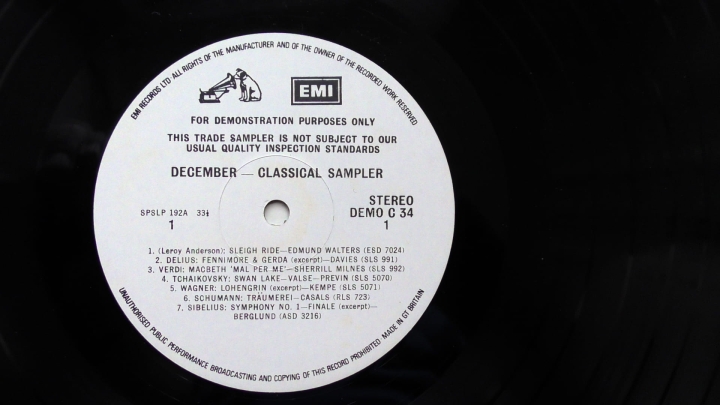 EMI RECORDS LTD ALL RIGHTS OF THE MANUFACTURER AND OF THE OWNER OF THE RECORDED WORK RESERVED
EMI
FOR DEMONSTRATION PURPOSES ONLY
THIS TRADE SAMPLER IS NOT SUBJECT TO OUR
USUAL QUALITY INSPECTION STANDARDS
DECEMBER — CLASSICAL SAMPLER
SPSLP 192A 33⅓
1
STEREO
DEMO C 34
1
1. (Leroy Anderson): SLEIGH RIDE—EDMUND WALTERS (ESD 7024)
2. DELIUS: FENNIMORE & GERDA (excerpt)—DAVIES (SLS 991)
3. VERDI: MACBETH 'MAL PER ME'—SHERRILL MILNES (SLS 992)
4. TCHAIKOVSKY: SWAN LAKE—VALSE—PREVIN (SLS 5070)
5. WAGNER: LOHENGRIN (excerpt)—KEMPE (SLS 5071)
6. SCHUMANN: TRÄUMEREI—CASALS (RLS 723)
7. SIBELIUS: SYMPHONY NO. 1—FINALE (excerpt)—
BERGLUND (ASD 3216)
UNAUTHORISED PUBLIC PERFORMANCE BROADCASTING AND COPYING OF THIS RECORD PROHIBITED · MADE IN GT BRITAIN